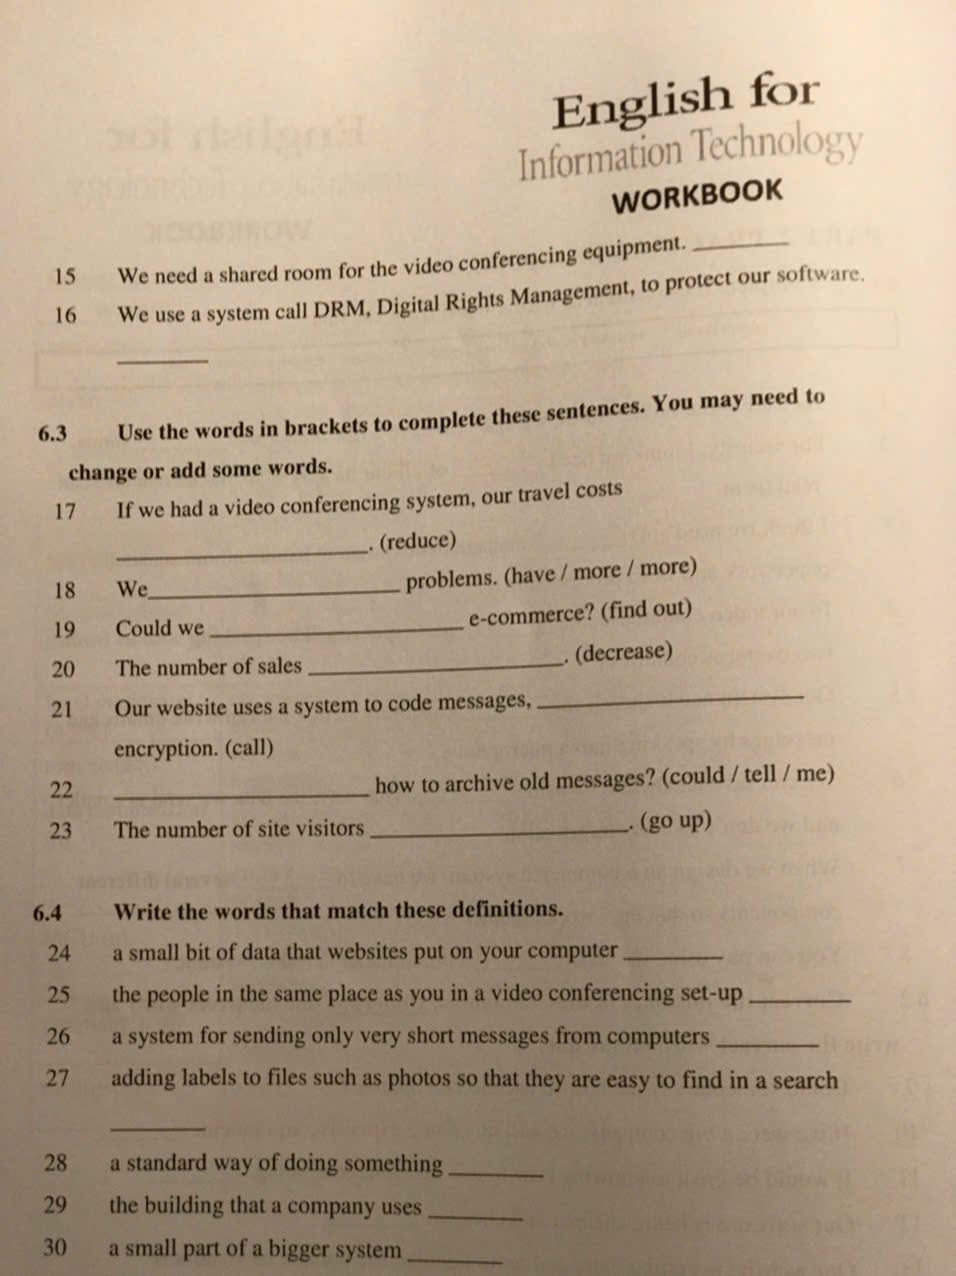 English for
Information Technology
WORKBOOK
15 We need a shared room for the video conferencing equipment. ________
16 We use a system call DRM, Digital Rights Management, to protect our software.
________
6.3 Use the words in brackets to complete these sentences. You may need to
change or add some words.
17 If we had a video conferencing system, our travel costs
________. (reduce)
18 We________ problems. (have / more / more)
19 Could we ________ e-commerce? (find out)
20 The number of sales ________. (decrease)
21 Our website uses a system to code messages, ________
encryption. (call)
22 ________ how to archive old messages? (could / tell / me)
23 The number of site visitors ________. (go up)
6.4 Write the words that match these definitions.
24 a small bit of data that websites put on your computer ________
25 the people in the same place as you in a video conferencing set-up ________
26 a system for sending only very short messages from computers ________
27 adding labels to files such as photos so that they are easy to find in a search
________
28 a standard way of doing something ________
29 the building that a company uses ________
30 a small part of a bigger system ________